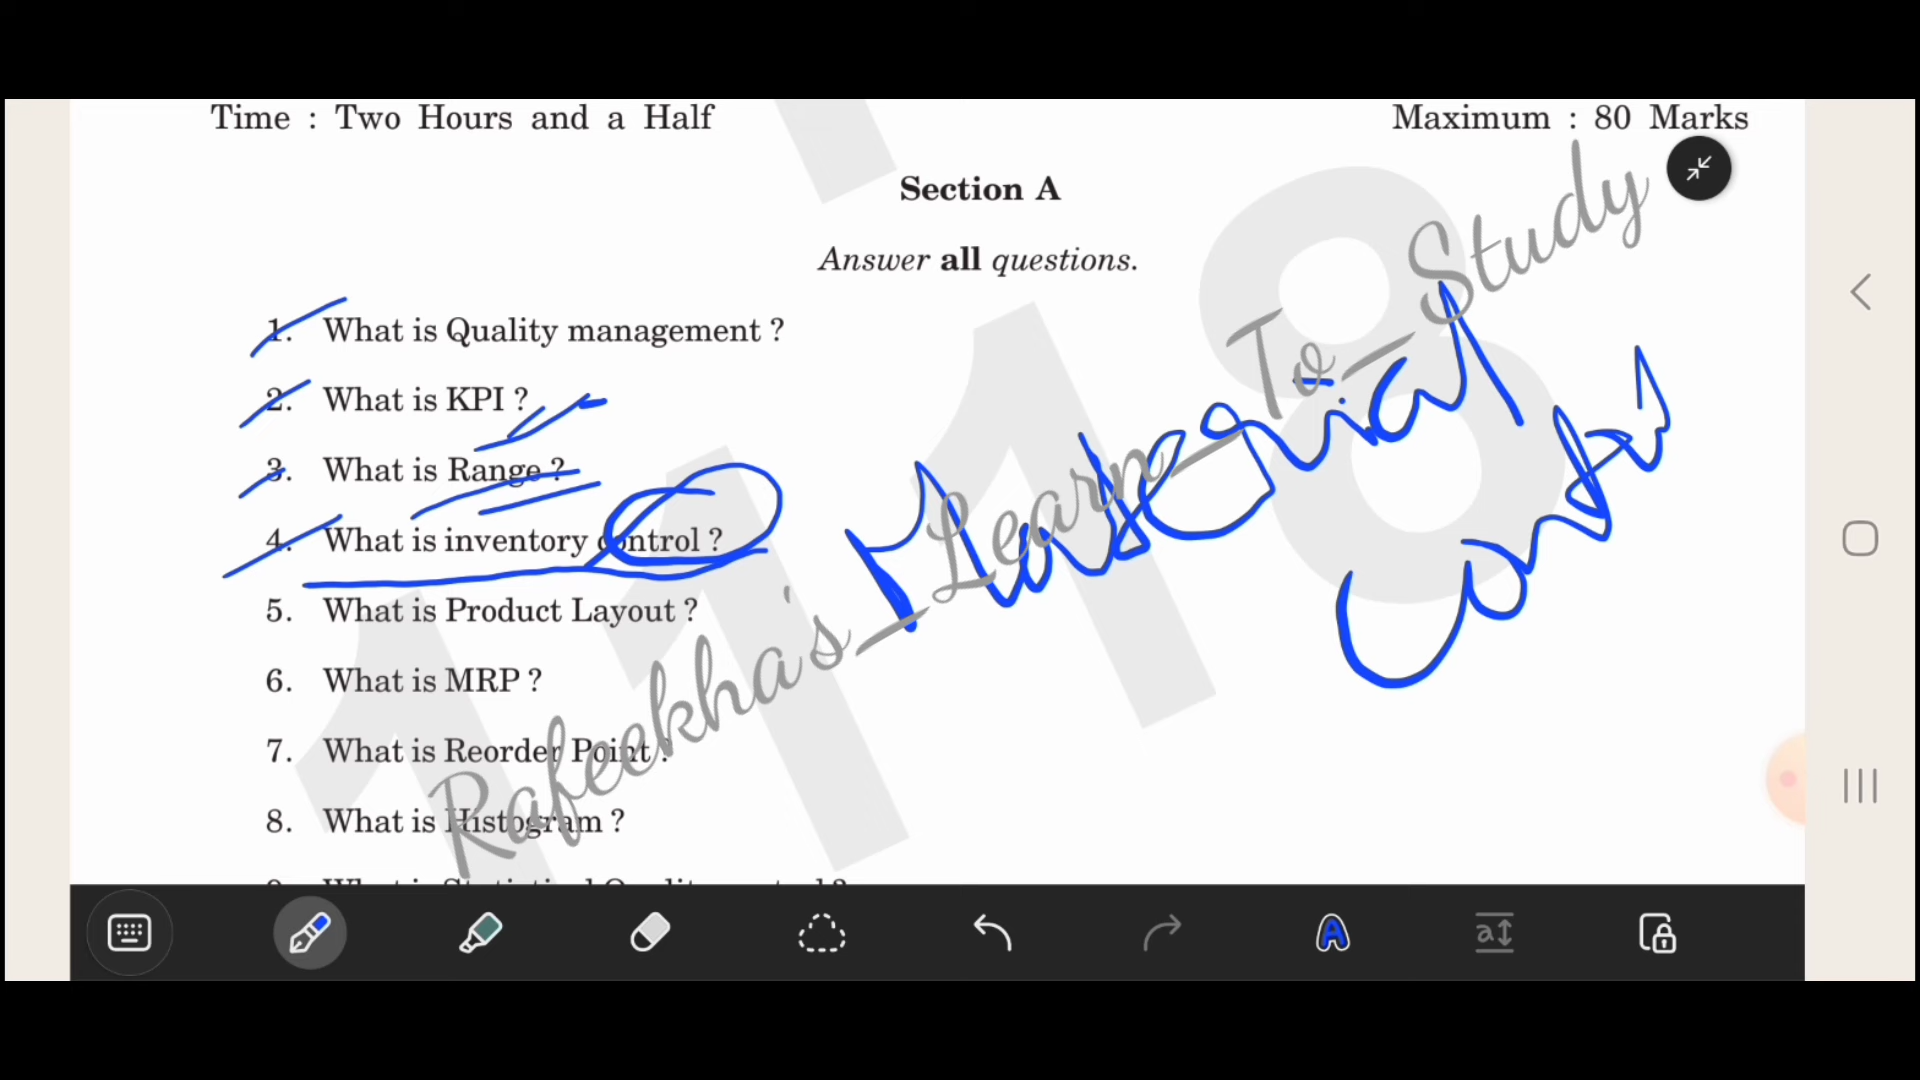 Time : Two Hours and a Half Maximum : 80 Marks
Section A
Answer all questions.
1. What is Quality management ?
2. What is KPI ?
3. What is Range ?
4. What is inventory control ?
Material
5. What is Product Layout ?
6. What is MRP ?
7. What is Reorder Point ?
8. What is Histogram ?
Rafeekha's_Learn_To_Study
118